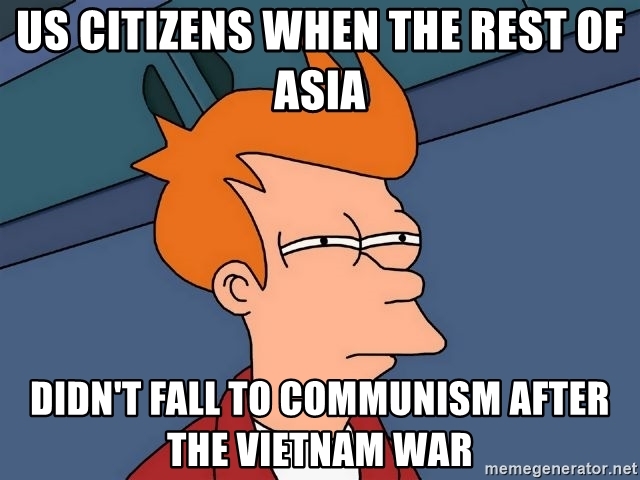 US CITIZENS WHEN THE REST OF
ASIA
DIDN'T FALL TO COMMUNISM AFTER
THE VIETNAM WAR
memegenerator.net